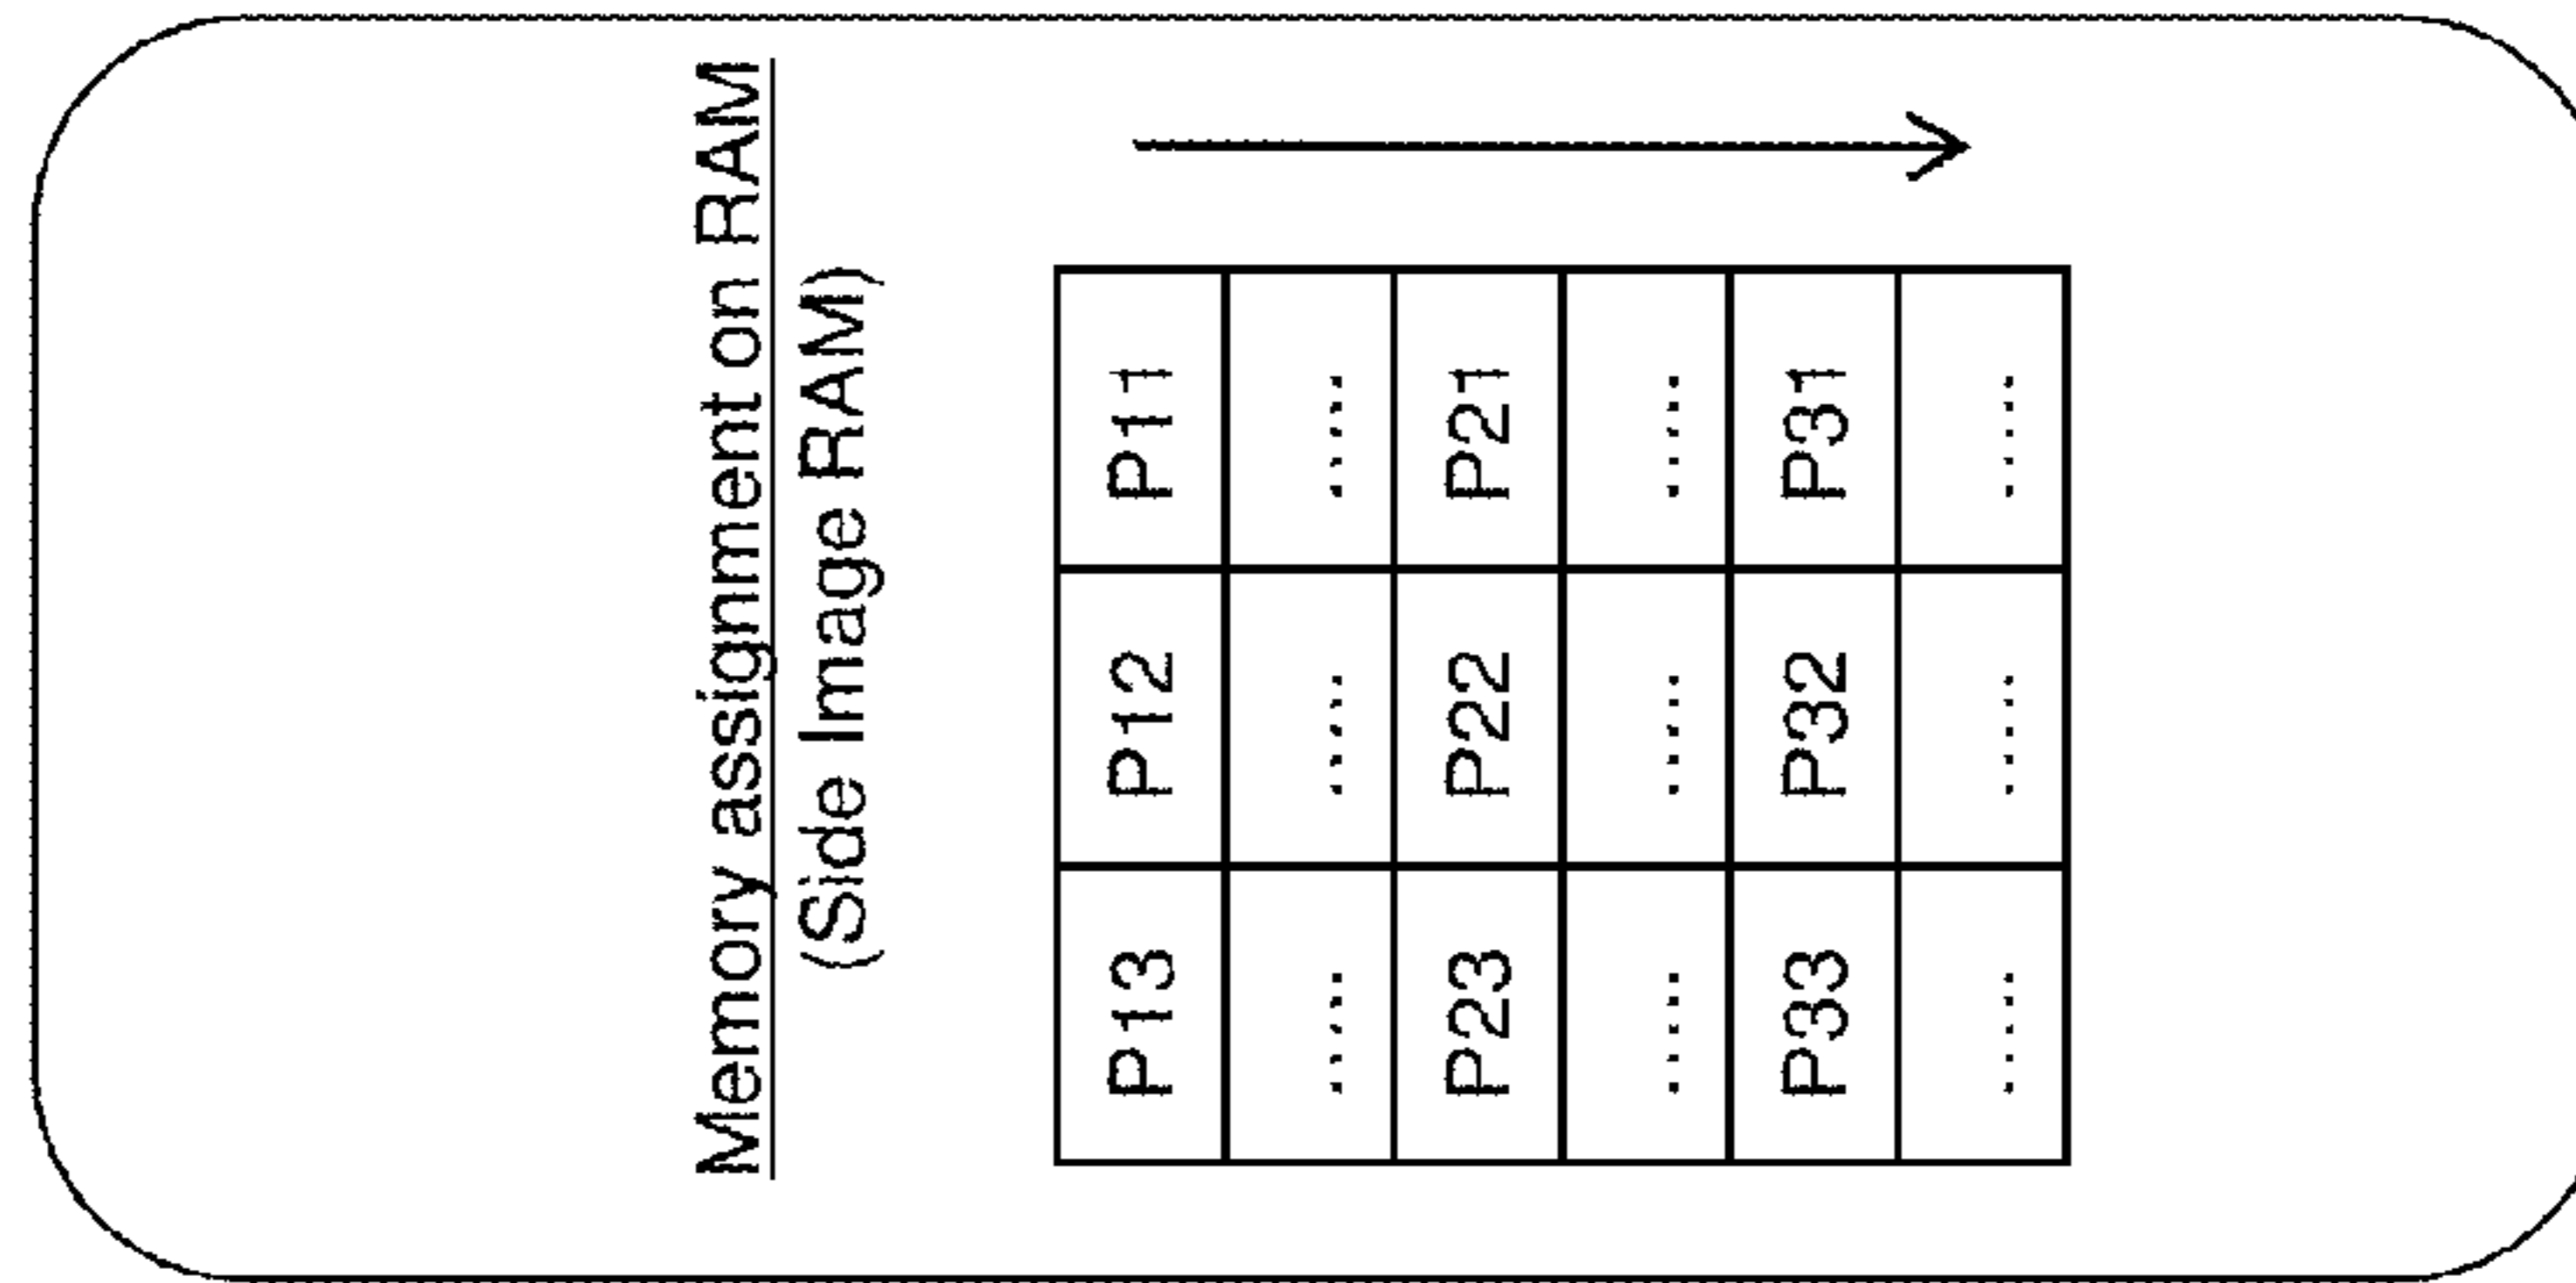 Memory assignment on RAM
(Side Image RAM)
P13 P12 P11
..... ..... .....
P23 P22 P21
..... ..... .....
P33 P32 P31
..... ..... .....